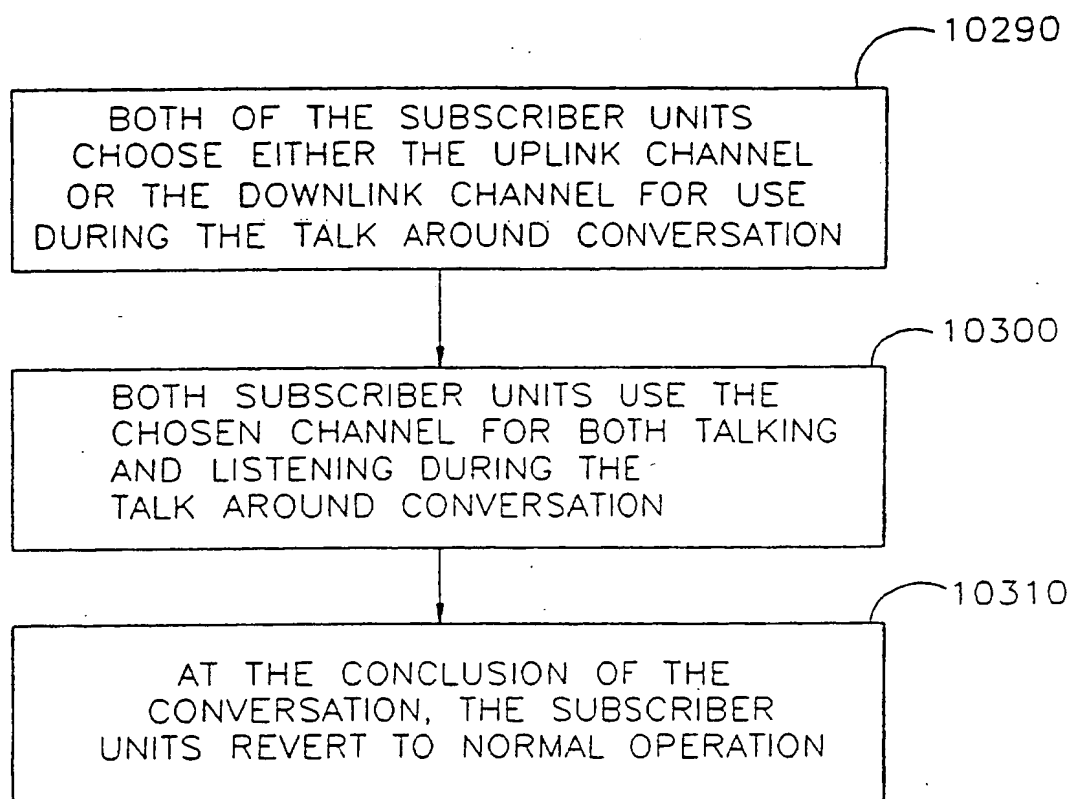 10290
BOTH OF THE SUBSCRIBER UNITS
CHOOSE EITHER THE UPLINK CHANNEL
OR THE DOWNLINK CHANNEL FOR USE
DURING THE TALK AROUND CONVERSATION
10300
BOTH SUBSCRIBER UNITS USE THE
CHOSEN CHANNEL FOR BOTH TALKING
AND LISTENING DURING THE
TALK AROUND CONVERSATION
10310
AT THE CONCLUSION OF THE
CONVERSATION, THE SUBSCRIBER
UNITS REVERT TO NORMAL OPERATION